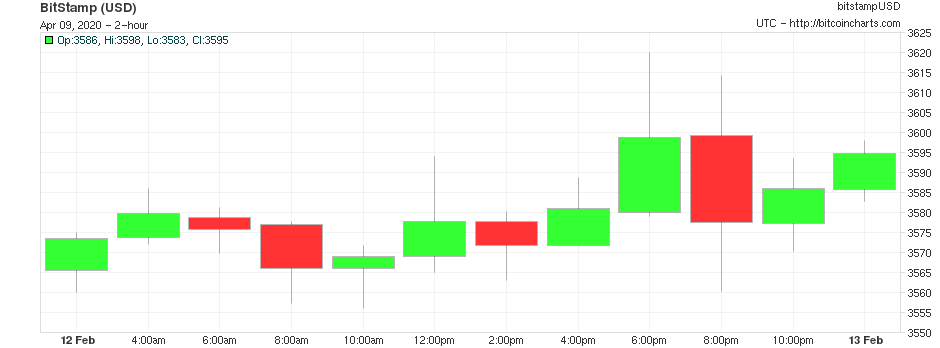 BitStamp (USD)
bitstampUSD
Apr 09, 2020 - 2-hour
UTC - http://bitcoincharts.com
Op:3586, Hi:3598, Lo:3583, Cl:3595
3625
3620
3615
3610
3605
3600
3595
3590
3585
3580
3575
3570
3565
3560
3555
3550
12 Feb 4:00am 6:00am 8:00am 10:00am 12:00pm 2:00pm 4:00pm 6:00pm 8:00pm 10:00pm 13 Feb